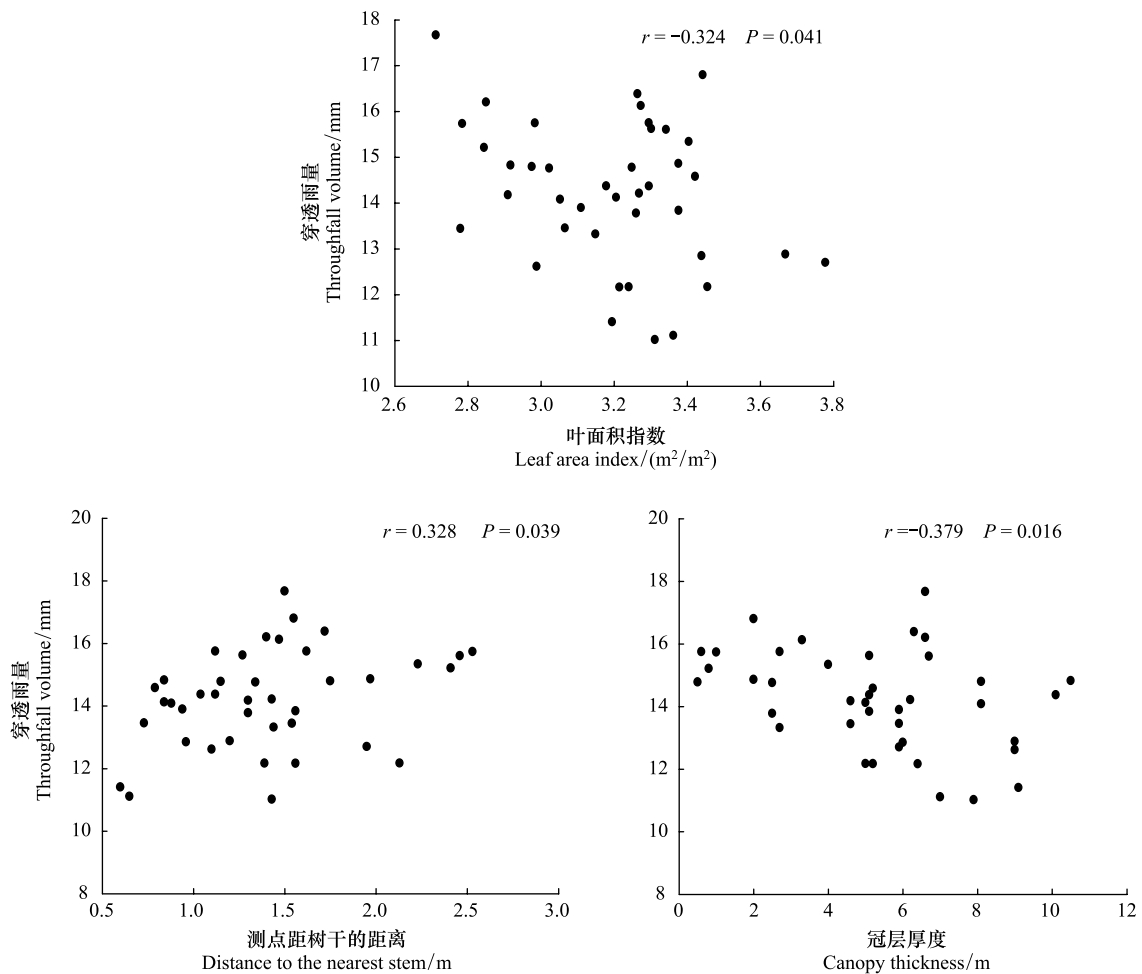 r = -0.324 P = 0.041
18
17
16
15
14
13
12
11
10
穿透雨量
Throughfall volume/mm
2.6 2.8 3.0 3.2 3.4 3.6 3.8
叶面积指数
Leaf area index/(m²/m²)
r = 0.328 P = 0.039
20
18
16
14
12
10
8
穿透雨量
Throughfall volume/mm
0.5 1.0 1.5 2.0 2.5 3.0
测点距树干的距离
Distance to the nearest stem/m
r =-0.379 P = 0.016
20
18
16
14
12
10
8
0 2 4 6 8 10 12
冠层厚度
Canopy thickness/m